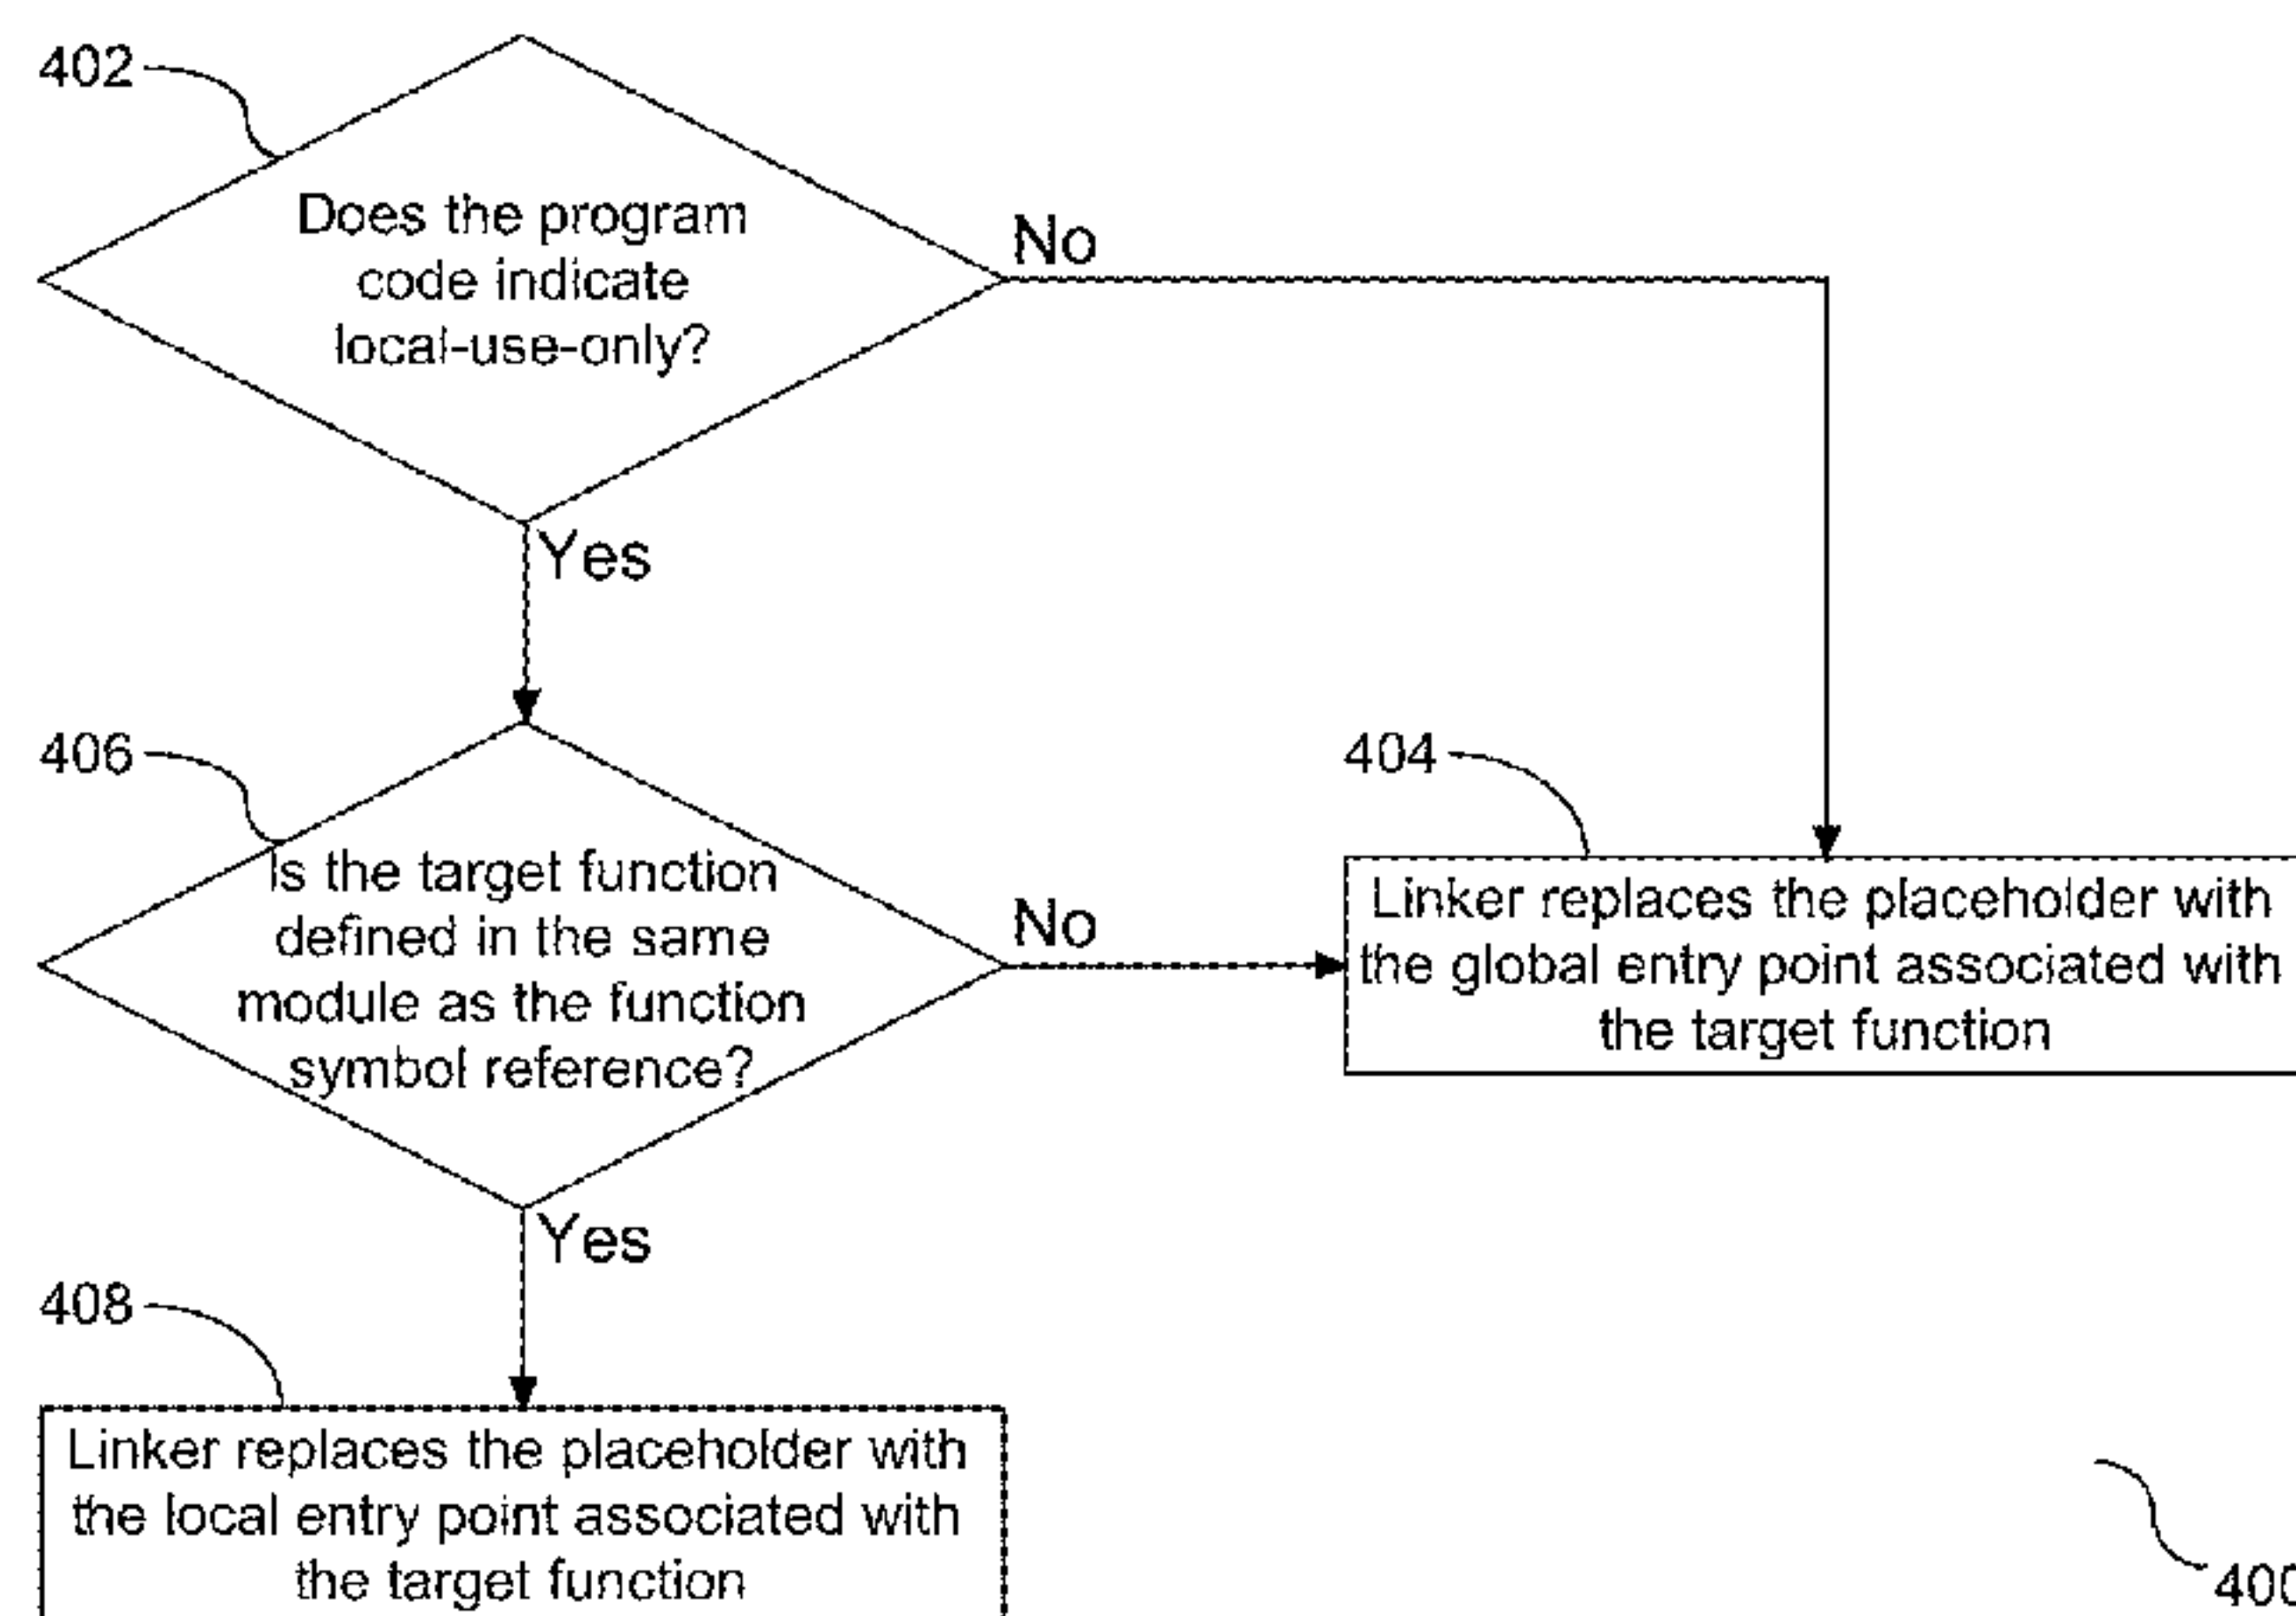 402
Does the program
code indicate
local-use-only?
No
Yes
406
Is the target function
defined in the same
module as the function
symbol reference?
No
404
Linker replaces the placeholder with
the global entry point associated with
the target function
Yes
408
Linker replaces the placeholder with
the local entry point associated with
the target function
400